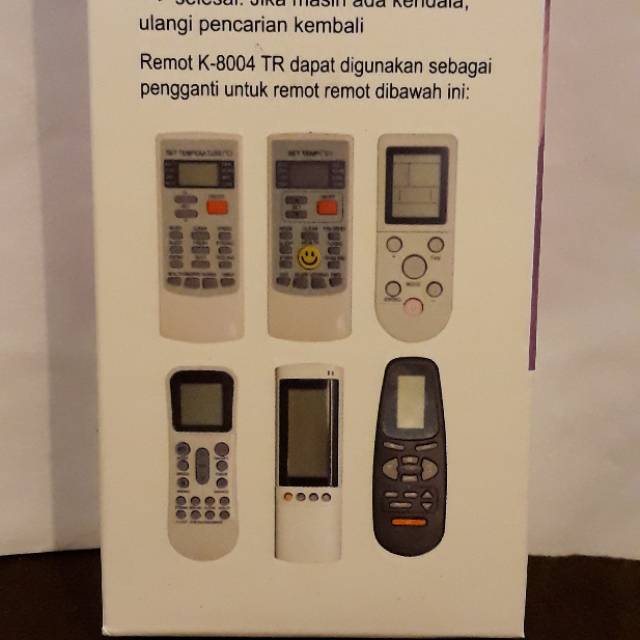 selesai. Jika masih ada kendala,
ulangi pencarian kembali
Remot K-8004 TR dapat digunakan sebagai
pengganti untuk remot remot dibawah ini: